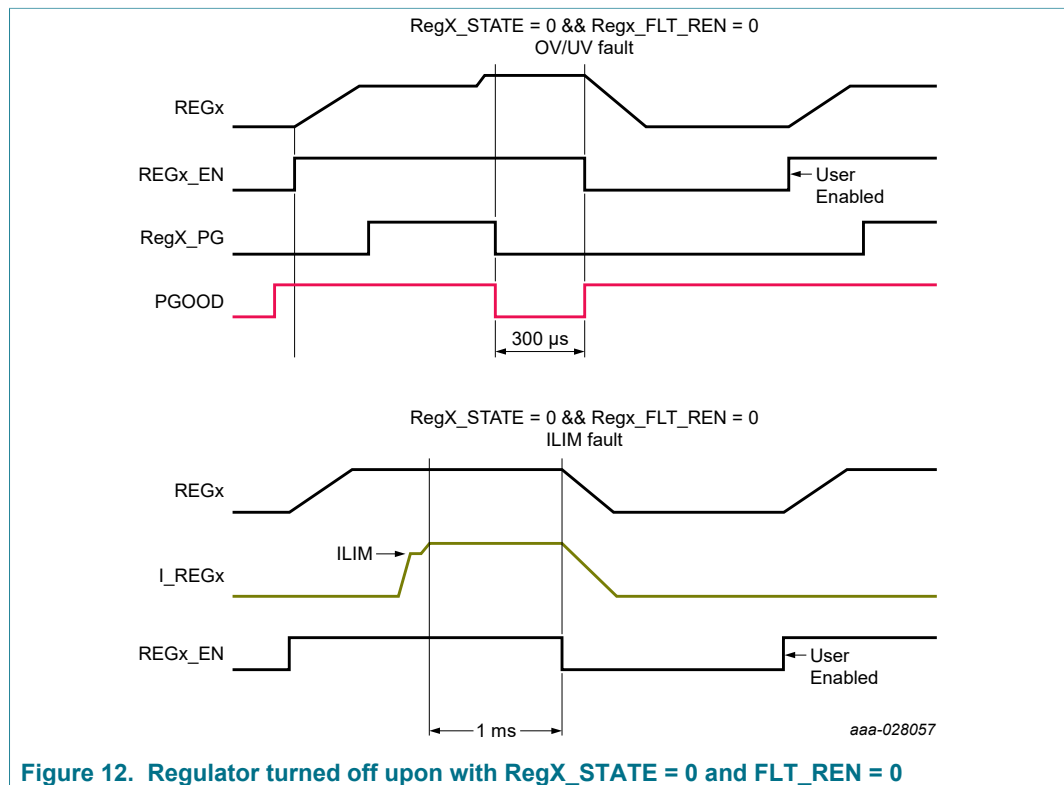 RegX_STATE = 0 && Regx_FLT_REN = 0
OV/UV fault
REGx
REGx_EN
User
Enabled
RegX_PG
PGOOD
300 µs
RegX_STATE = 0 && Regx_FLT_REN = 0
ILIM fault
REGx
ILIM
I_REGx
REGx_EN
User
Enabled
1 ms
aaa-028057
Figure 12. Regulator turned off upon with RegX_STATE = 0 and FLT_REN = 0